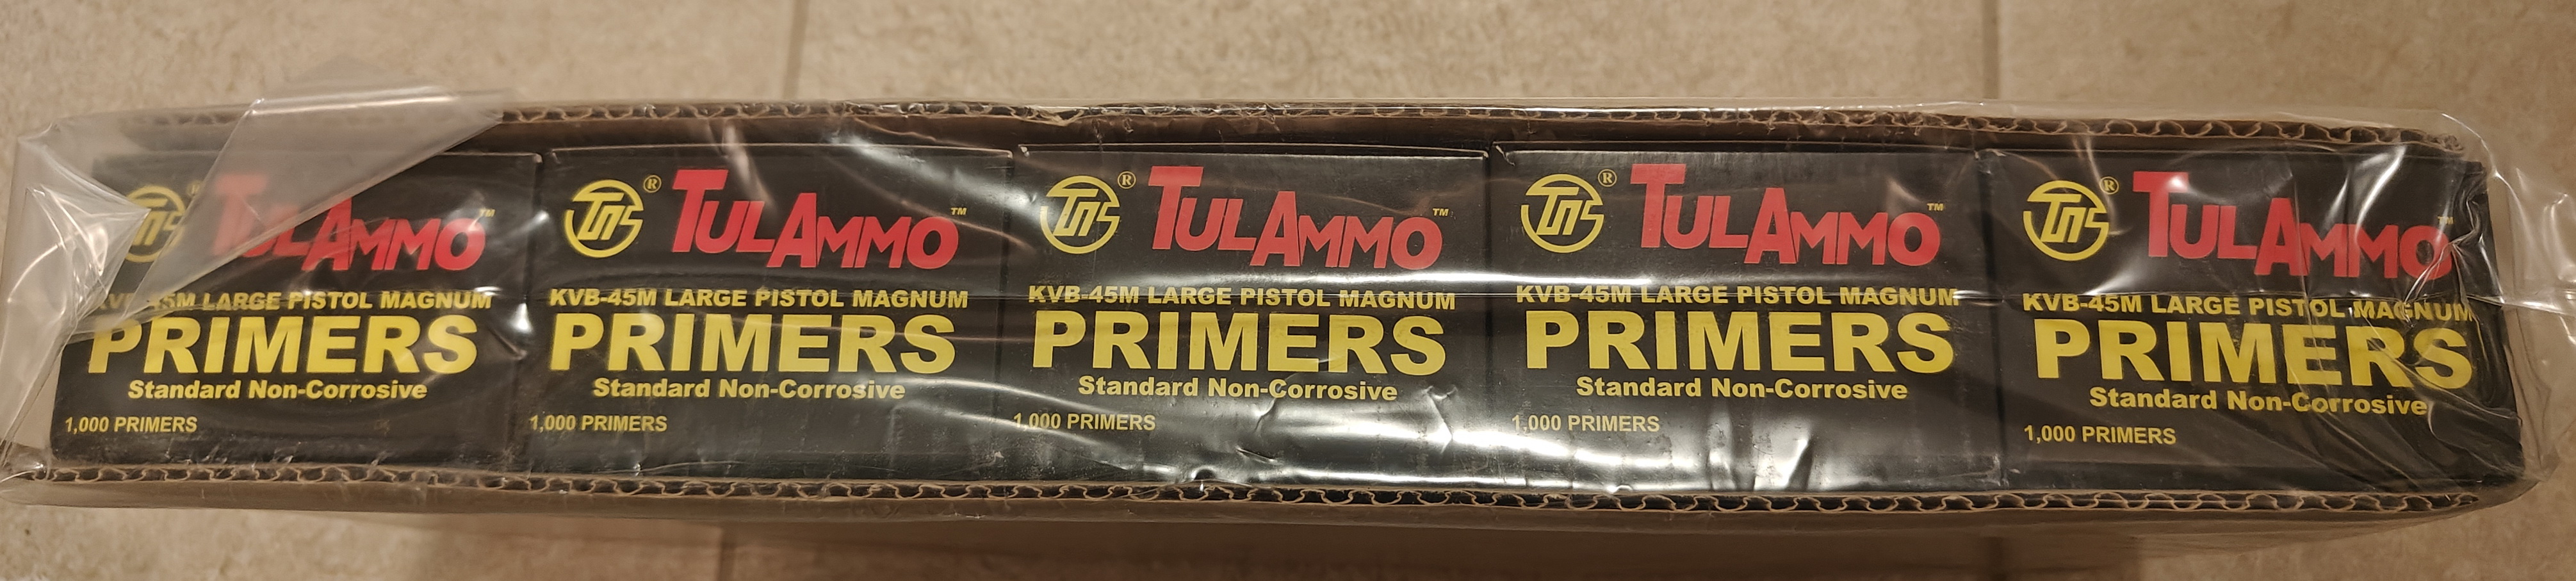 TNS ® TULAMMO™
KVB-45M LARGE PISTOL MAGNUM
PRIMERS
Standard Non-Corrosive
1,000 PRIMERS
TNS ® TULAMMO™
KVB-45M LARGE PISTOL MAGNUM
PRIMERS
Standard Non-Corrosive
1,000 PRIMERS
TNS ® TULAMMO™
KVB-45M LARGE PISTOL MAGNUM
PRIMERS
Standard Non-Corrosive
1,000 PRIMERS
TNS ® TULAMMO™
KVB-45M LARGE PISTOL MAGNUM
PRIMERS
Standard Non-Corrosive
1,000 PRIMERS
TNS ® TULAMMO™
KVB-45M LARGE PISTOL MAGNUM
PRIMERS
Standard Non-Corrosive
1,000 PRIMERS